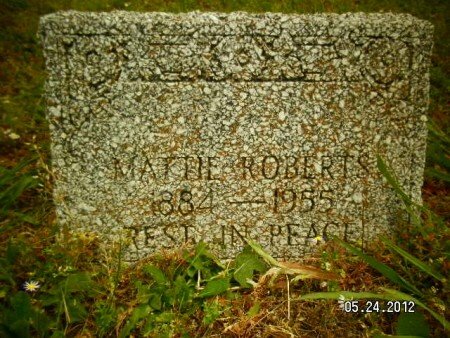 MATTIE ROBERTS
1884 — 1955
REST IN PEACE
05.24.2012